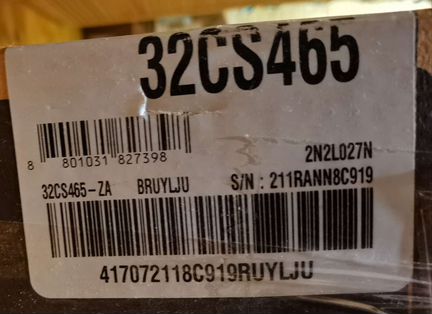 32CS465
8 801031 827398
2N2L027N
32CS465-ZA BRUYLJU S/N : 211RANN8C919
417072118C919RUYLJU